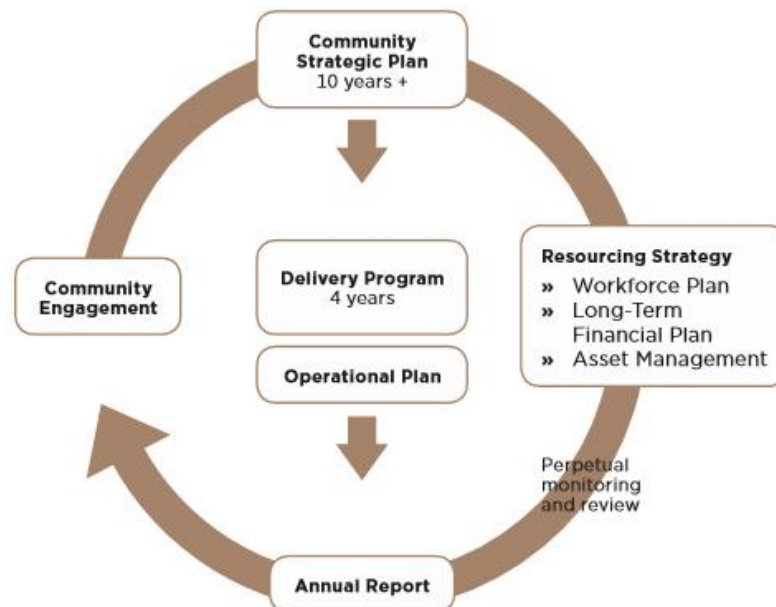 Community
Strategic Plan
10 years +
Community
Engagement
Delivery Program
4 years
Operational Plan
Resourcing Strategy
» Workforce Plan
» Long-Term
Financial Plan
» Asset Management
Perpetual
monitoring
and review
Annual Report